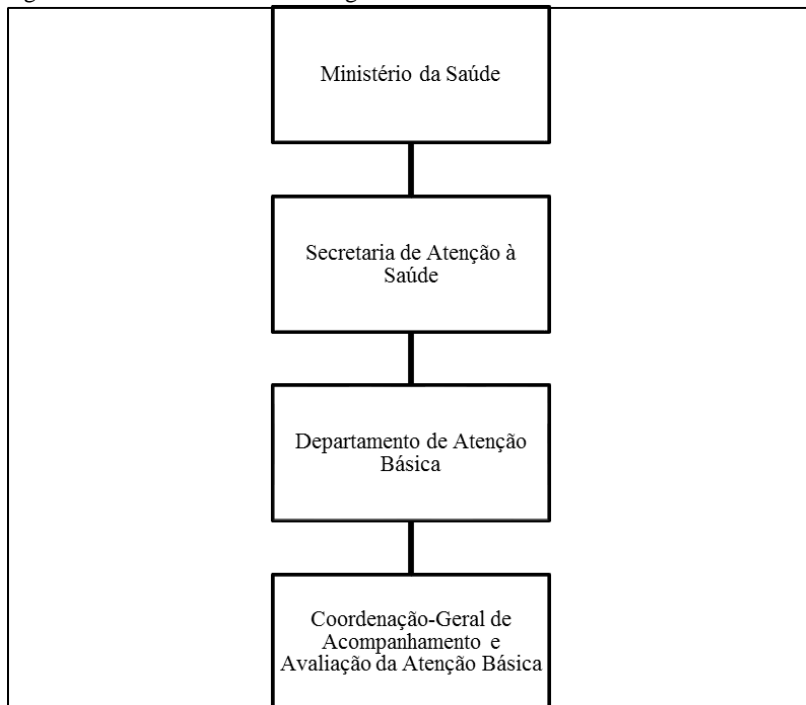 Ministério da Saúde
Secretaria de Atenção à
Saúde
Departamento de Atenção
Básica
Coordenação-Geral de
Acompanhamento e
Avaliação da Atenção Básica